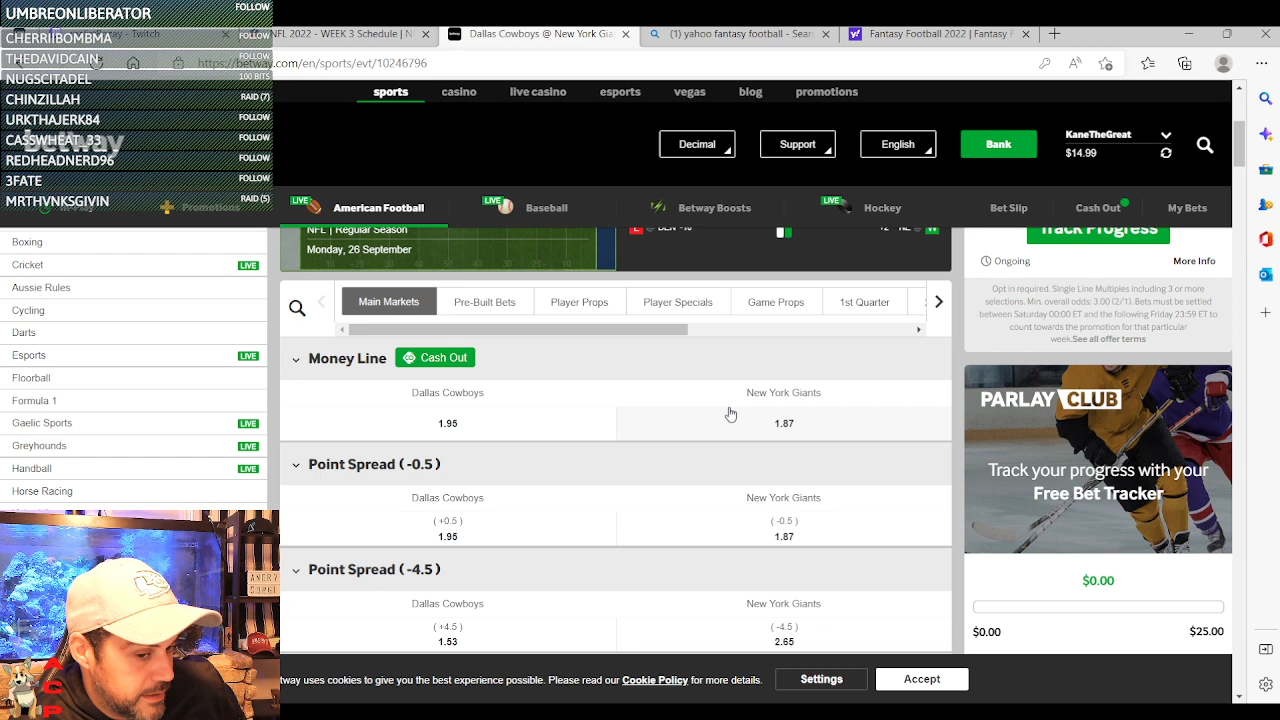 UMBREONLIBERATOR FOLLOW
CHERRIIBOMBMA FOLLOW
THEDAVIDCAIN FOLLOW
NUGSCITADEL 100 BITS
CHINZILLAH RAID (7)
URKTHAJERK84 FOLLOW
CASSWHEAT_33 FOLLOW
REDHEADNERD96 FOLLOW
3FATE FOLLOW
MRTHVNKSGIVIN RAID (5)
- Twitch
NFL 2022 - WEEK 3 Schedule | N
Dallas Cowboys @ New York Gia
(1) yahoo fantasy football - Sear
Fantasy Football 2022 | Fantasy F
https://betway.com/en/sports/evt/10246796
sports casino live casino esports vegas blog promotions
betway
Decimal Support English Bank KaneTheGreat
$14.99
LIVE American Football LIVE Baseball Betway Boosts LIVE Hockey Bet Slip Cash Out My Bets
Promotions
NFL | Regular Season
Monday, 26 September
Boxing
Cricket LIVE
Aussie Rules
Cycling
Darts
Esports LIVE
Floorball
Formula 1
Gaelic Sports LIVE
Greyhounds LIVE
Handball LIVE
Horse Racing
Main Markets Pre-Built Bets Player Props Player Specials Game Props 1st Quarter
Money Line Cash Out
Dallas Cowboys New York Giants
1.95 1.87
Point Spread (-0.5)
Dallas Cowboys New York Giants
(+0.5) (-0.5)
1.95 1.87
Point Spread (-4.5)
Dallas Cowboys New York Giants
(+4.5) (-4.5)
1.53 2.65
Track Progress
Ongoing More Info
Opt in required. Single Line Multiples including 3 or more
selections. Min. overall odds: 3.00 (2/1). Bets must be settled
between Saturday 00:00 ET and the following Friday 23:59 ET to
count towards the promotion for that particular
week.See all offer terms
PARLAY CLUB
Track your progress with your
Free Bet Tracker
$0.00
$0.00 $25.00
tway uses cookies to give you the best experience possible. Please read our Cookie Policy for more details. Settings Accept